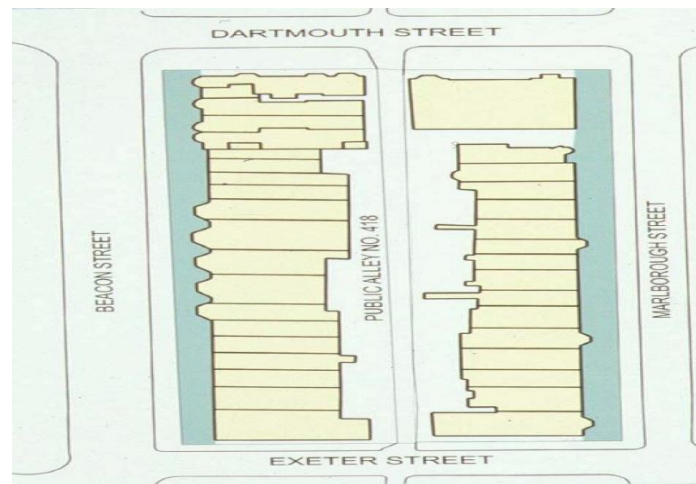 DARTMOUTH STREET
BEACON STREET
PUBLIC ALLEY NO. 418
MARLBOROUGH STREET
EXETER STREET